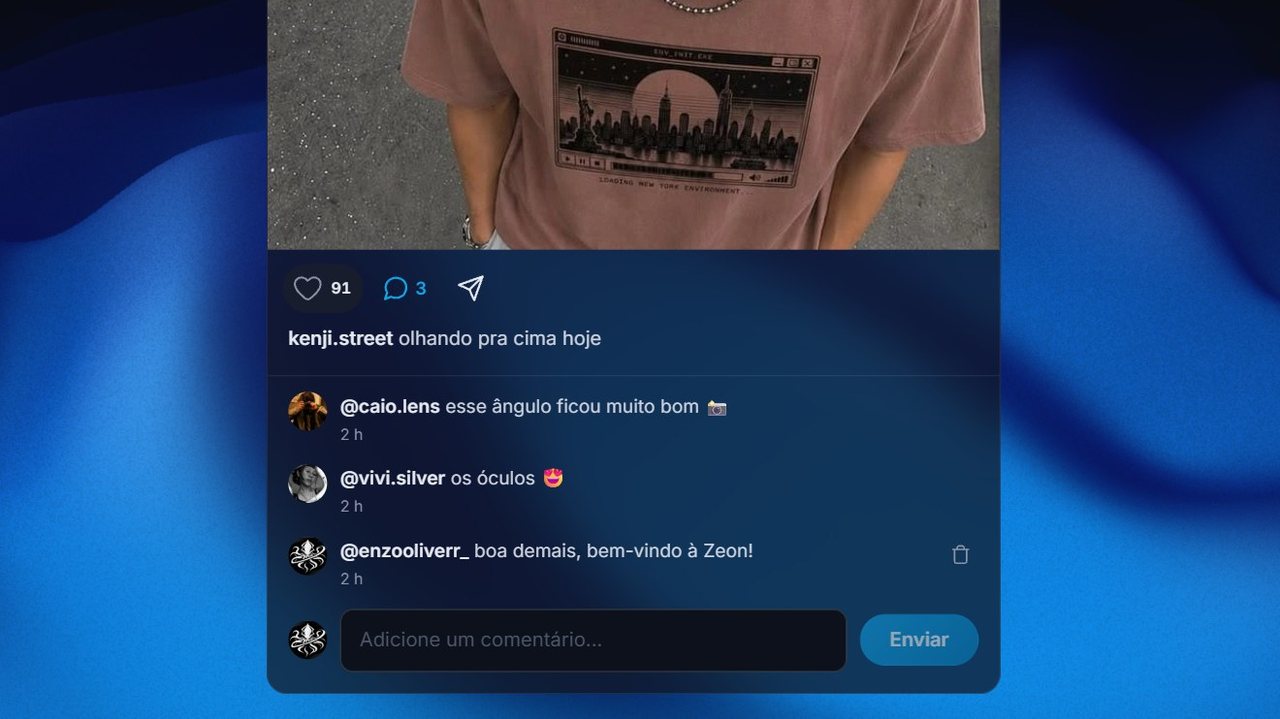 ENV_INIT.EXE
LOADING NEW YORK ENVIRONMENT...
91
3
kenji.street olhando pra cima hoje
@caio.lens esse ângulo ficou muito bom 📸
2 h
@vivi.silver os óculos 🤩
2 h
@enzooliverr_ boa demais, bem-vindo à Zeon!
2 h
Adicione um comentário...
Enviar